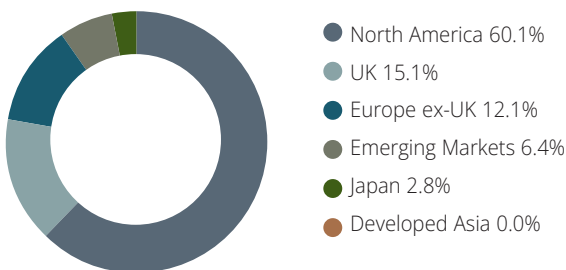 North America 60.1%
UK 15.1%
Europe ex-UK 12.1%
Emerging Markets 6.4%
Japan 2.8%
Developed Asia 0.0%